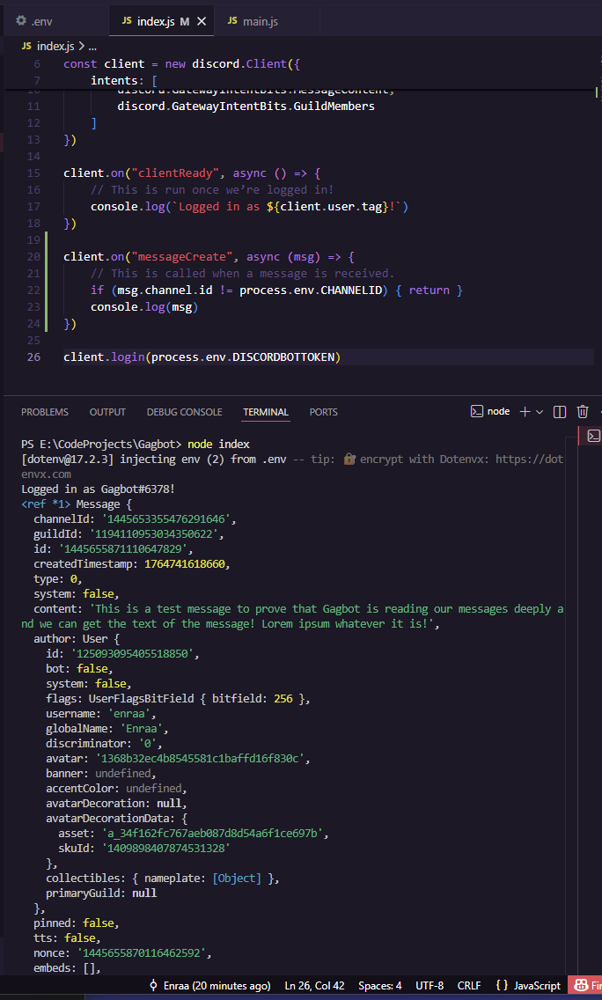 .env
JS index.js M ×
JS main.js
JS index.js > ...
6 const client = new discord.Client({
7 intents: [
10 discord.GatewayIntentBits.MessageContent,
11 discord.GatewayIntentBits.GuildMembers
12 ]
13 })
14
15 client.on("clientReady", async () => {
16 // This is run once we’re logged in!
17 console.log(`Logged in as ${client.user.tag}!`)
18 })
19
20 client.on("messageCreate", async (msg) => {
21 // This is called when a message is received.
22 if (msg.channel.id != process.env.CHANNELID) { return }
23 console.log(msg)
24 })
25
26 client.login(process.env.DISCORDBOTTOKEN)
PROBLEMS OUTPUT DEBUG CONSOLE TERMINAL PORTS node
PS E:\CodeProjects\Gagbot> node index
[dotenv@17.2.3] injecting env (2) from .env -- tip: 🔐 encrypt with Dotenvx: https://dot
envx.com
Logged in as Gagbot#6378!
<ref *1> Message {
channelId: '1445653355476291646',
guildId: '1194110953034350622',
id: '1445655871110647829',
createdTimestamp: 1764741618660,
type: 0,
system: false,
content: 'This is a test message to prove that Gagbot is reading our messages deeply a
nd we can get the text of the message! Lorem ipsum whatever it is!',
author: User {
id: '125093095405518850',
bot: false,
system: false,
flags: UserFlagsBitField { bitfield: 256 },
username: 'enraa',
globalName: 'Enraa',
discriminator: '0',
avatar: '1368b32ec4b8545581c1baffd16f830c',
banner: undefined,
accentColor: undefined,
avatarDecoration: null,
avatarDecorationData: {
asset: 'a_34f162fc767aeb087d8d54a6f1ce697b',
skuId: '1409898407874531328'
},
collectibles: { nameplate: [Object] },
primaryGuild: null
},
pinned: false,
tts: false,
nonce: '1445655870116462592',
embeds: [],
Enraa (20 minutes ago) Ln 26, Col 42 Spaces: 4 UTF-8 CRLF {} JavaScript